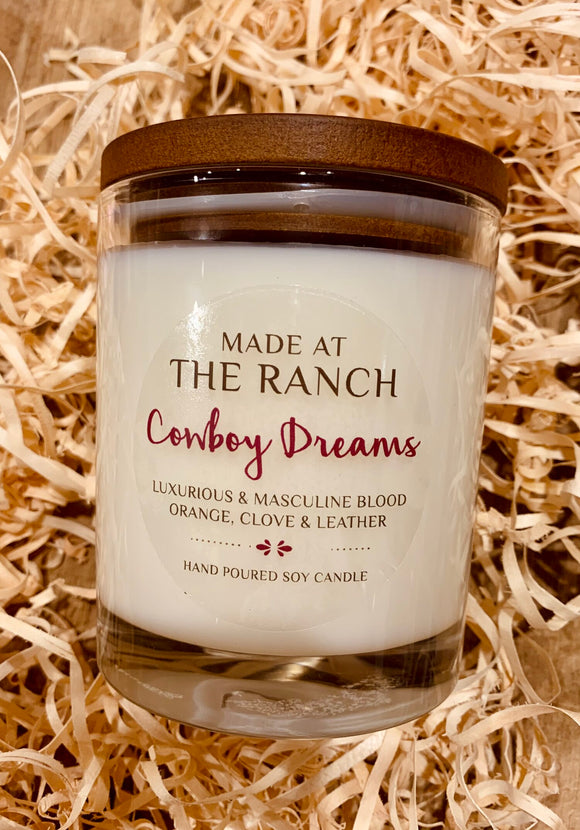 MADE AT
THE RANCH
Cowboy Dreams
LUXURIOUS & MASCULINE BLOOD
ORANGE, CLOVE & LEATHER
HAND POURED SOY CANDLE